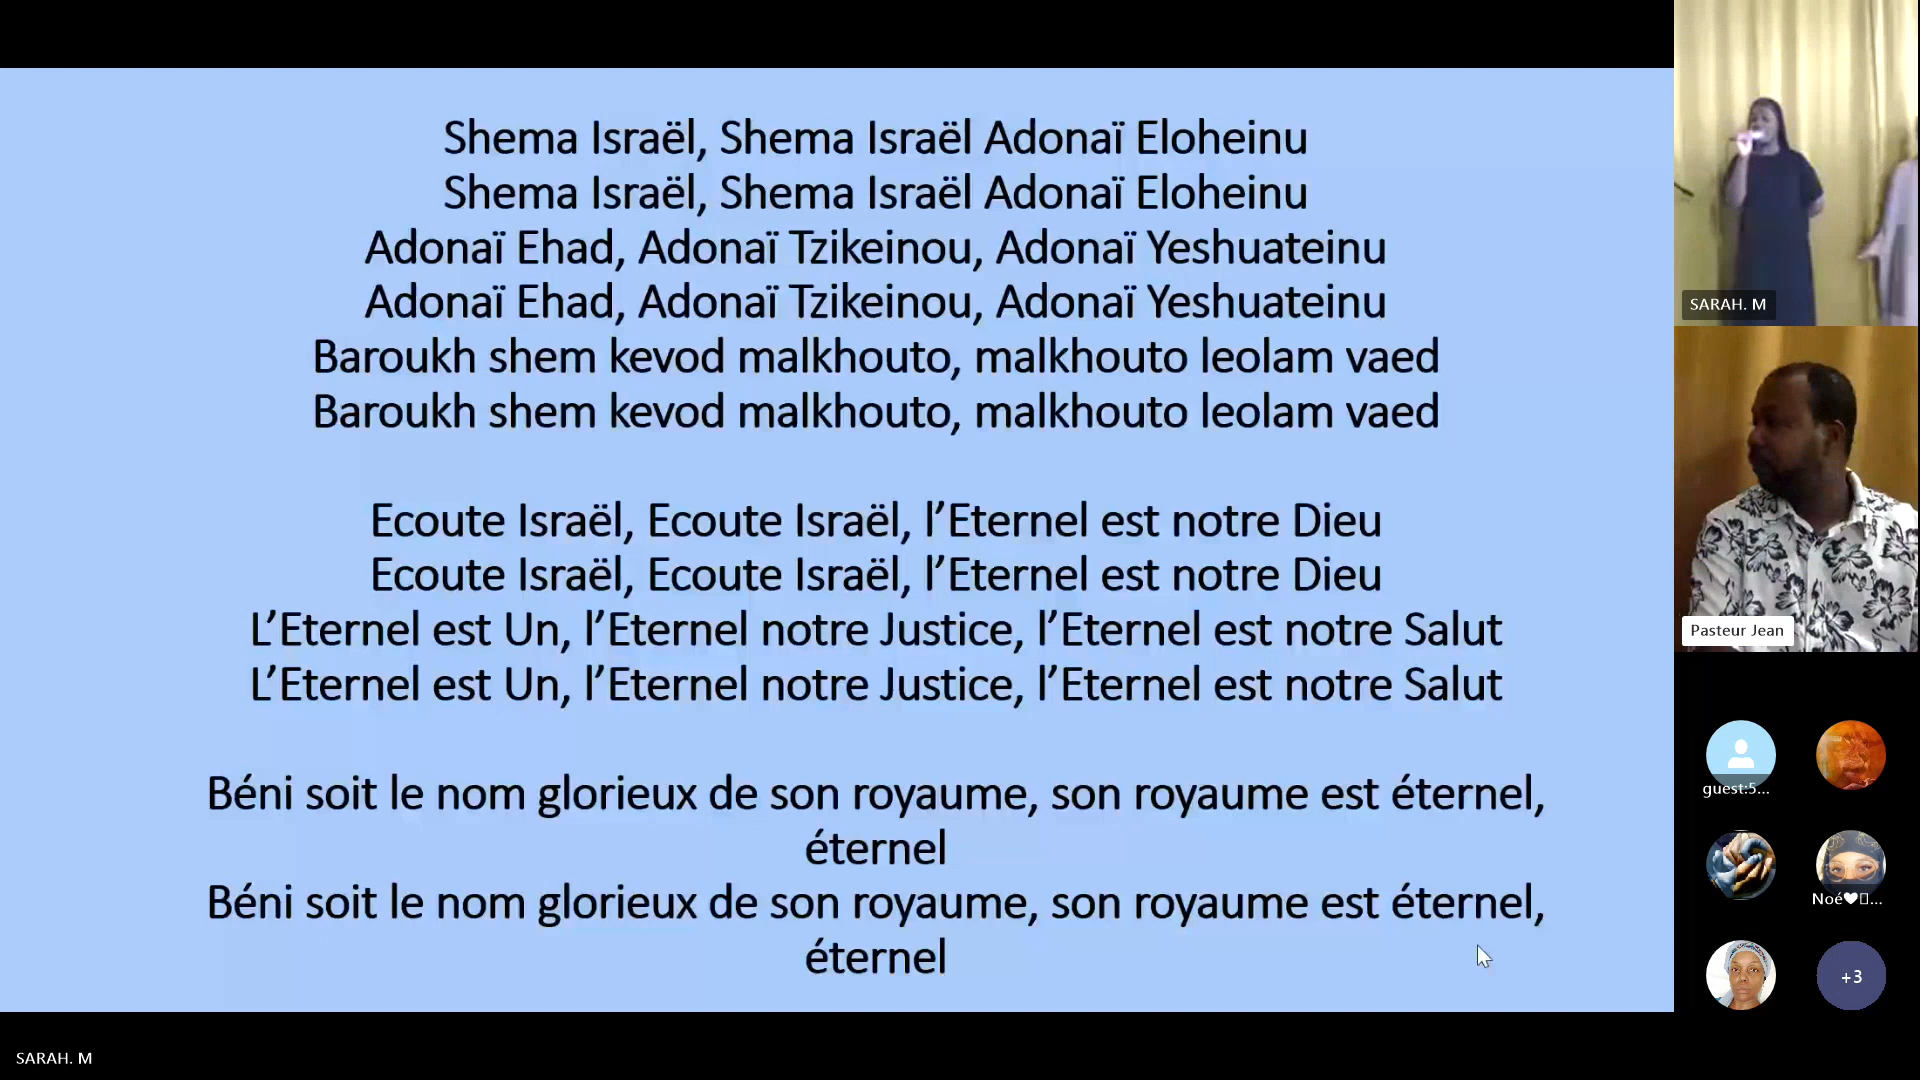 Shema Israël, Shema Israël Adonaï Eloheinu
Shema Israël, Shema Israël Adonaï Eloheinu
Adonaï Ehad, Adonaï Tzikeinou, Adonaï Yeshuateinu
Adonaï Ehad, Adonaï Tzikeinou, Adonaï Yeshuateinu
Baroukh shem kevod malkhouto, malkhouto leolam vaed
Baroukh shem kevod malkhouto, malkhouto leolam vaed
Ecoute Israël, Ecoute Israël, l’Eternel est notre Dieu
Ecoute Israël, Ecoute Israël, l’Eternel est notre Dieu
L’Eternel est Un, l’Eternel notre Justice, l’Eternel est notre Salut
L’Eternel est Un, l’Eternel notre Justice, l’Eternel est notre Salut
Béni soit le nom glorieux de son royaume, son royaume est éternel,
éternel
Béni soit le nom glorieux de son royaume, son royaume est éternel,
éternel
SARAH. M
Pasteur Jean
guest:5...
Noé♥▯...
+3
SARAH. M